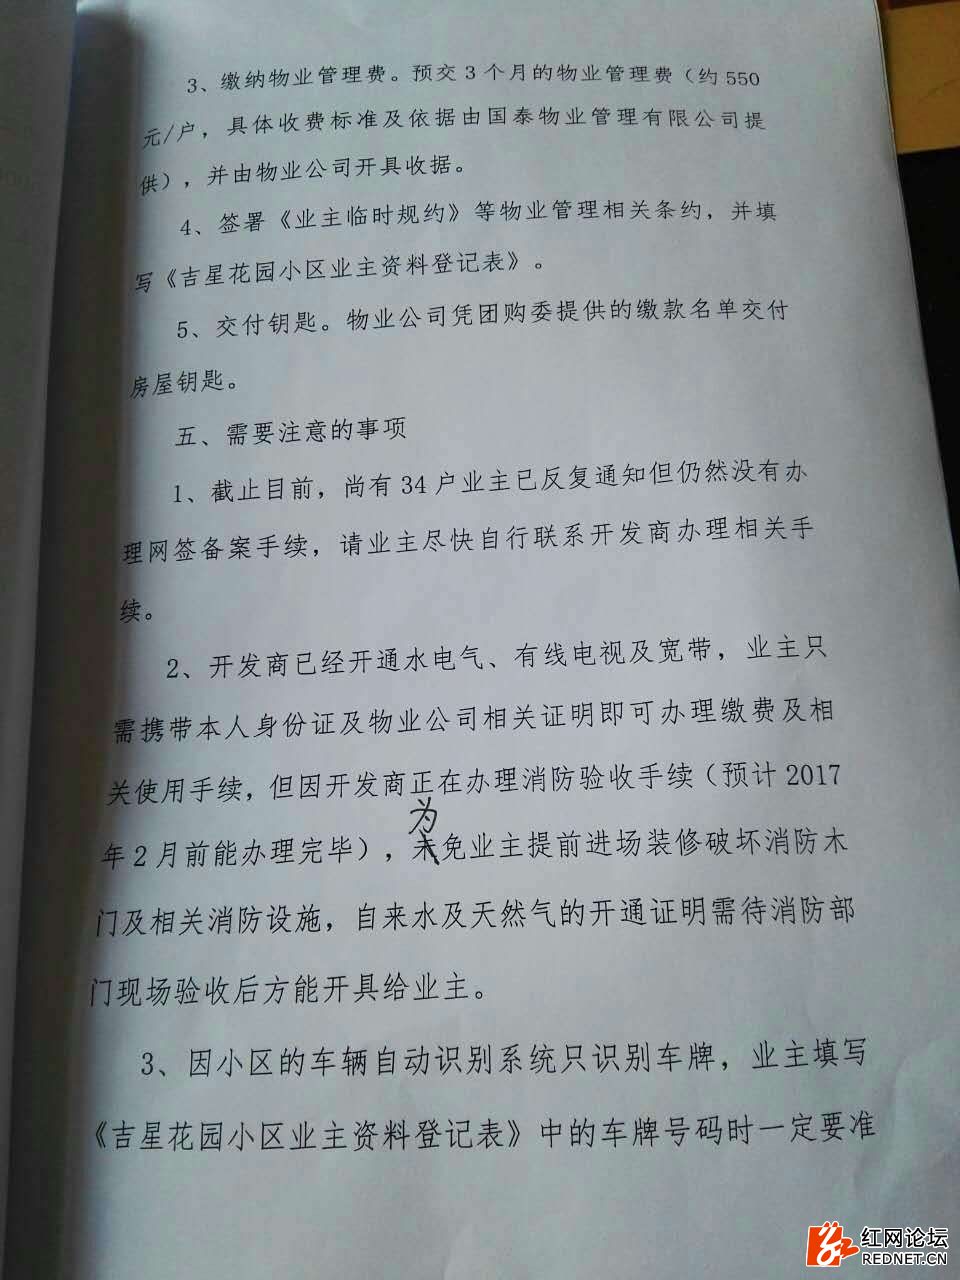 3、缴纳物业管理费。预交3个月的物业管理费（约550
元/户，具体收费标准及依据由国泰物业管理有限公司提
供），并由物业公司开具收据。
4、签署《业主临时规约》等物业管理相关条约，并填
写《吉星花园小区业主资料登记表》。
5、交付钥匙。物业公司凭团购委提供的缴款名单交付
房屋钥匙。
五、需要注意的事项
1、截止目前，尚有34户业主已反复通知但仍然没有办
理网签备案手续，请业主尽快自行联系开发商办理相关手
续。
2、开发商已经开通水电气、有线电视及宽带，业主只
需携带本人身份证及物业公司相关证明即可办理缴费及相
关使用手续，但因开发商正在办理消防验收手续（预计2017
为
年2月前能办理完毕），未免业主提前进场装修破坏消防木
门及相关消防设施，自来水及天然气的开通证明需待消防部
门现场验收后方能开具给业主。
3、因小区的车辆自动识别系统只识别车牌，业主填写
《吉星花园小区业主资料登记表》中的车牌号码时一定要准
红网论坛
REDNET.CN